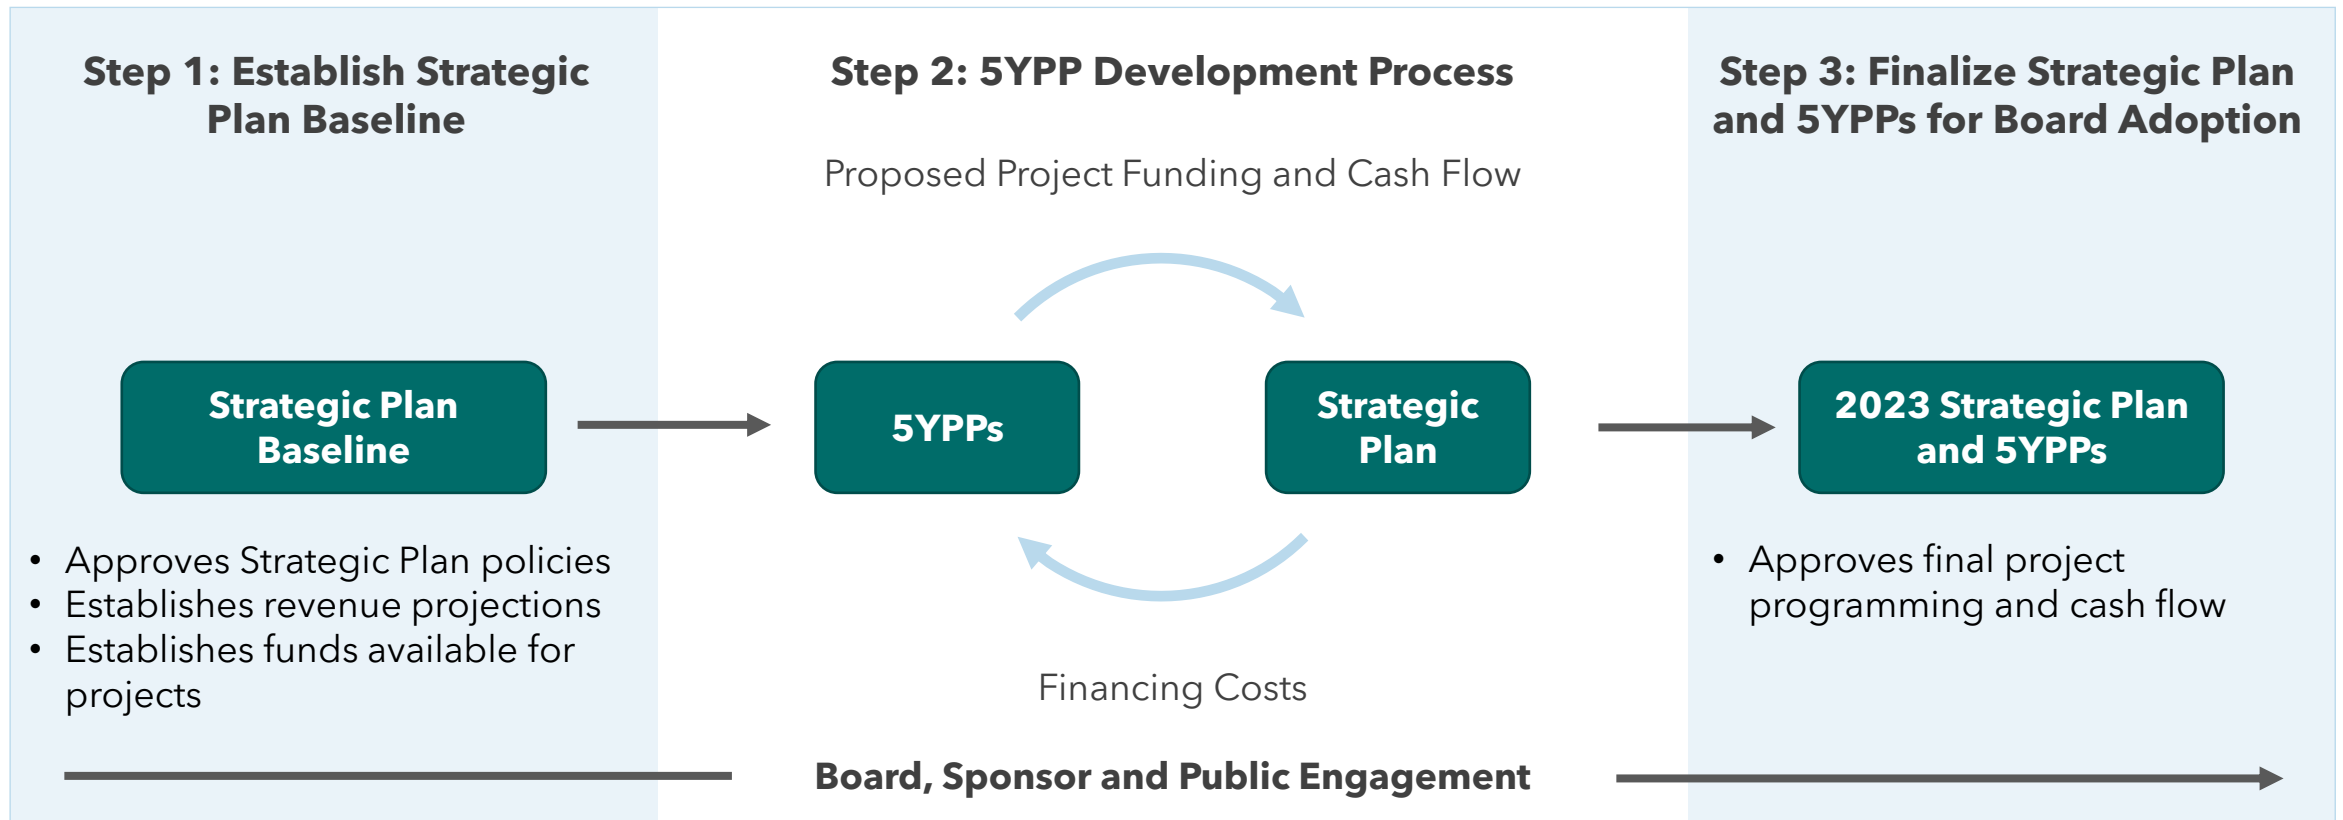 Step 1: Establish Strategic
Plan Baseline
Strategic Plan
Baseline
• Approves Strategic Plan policies
• Establishes revenue projections
• Establishes funds available for
projects
Step 2: 5YPP Development Process
Proposed Project Funding and Cash Flow
5YPPs
Strategic
Plan
Financing Costs
Step 3: Finalize Strategic Plan
and 5YPPs for Board Adoption
2023 Strategic Plan
and 5YPPs
• Approves final project
programming and cash flow
Board, Sponsor and Public Engagement